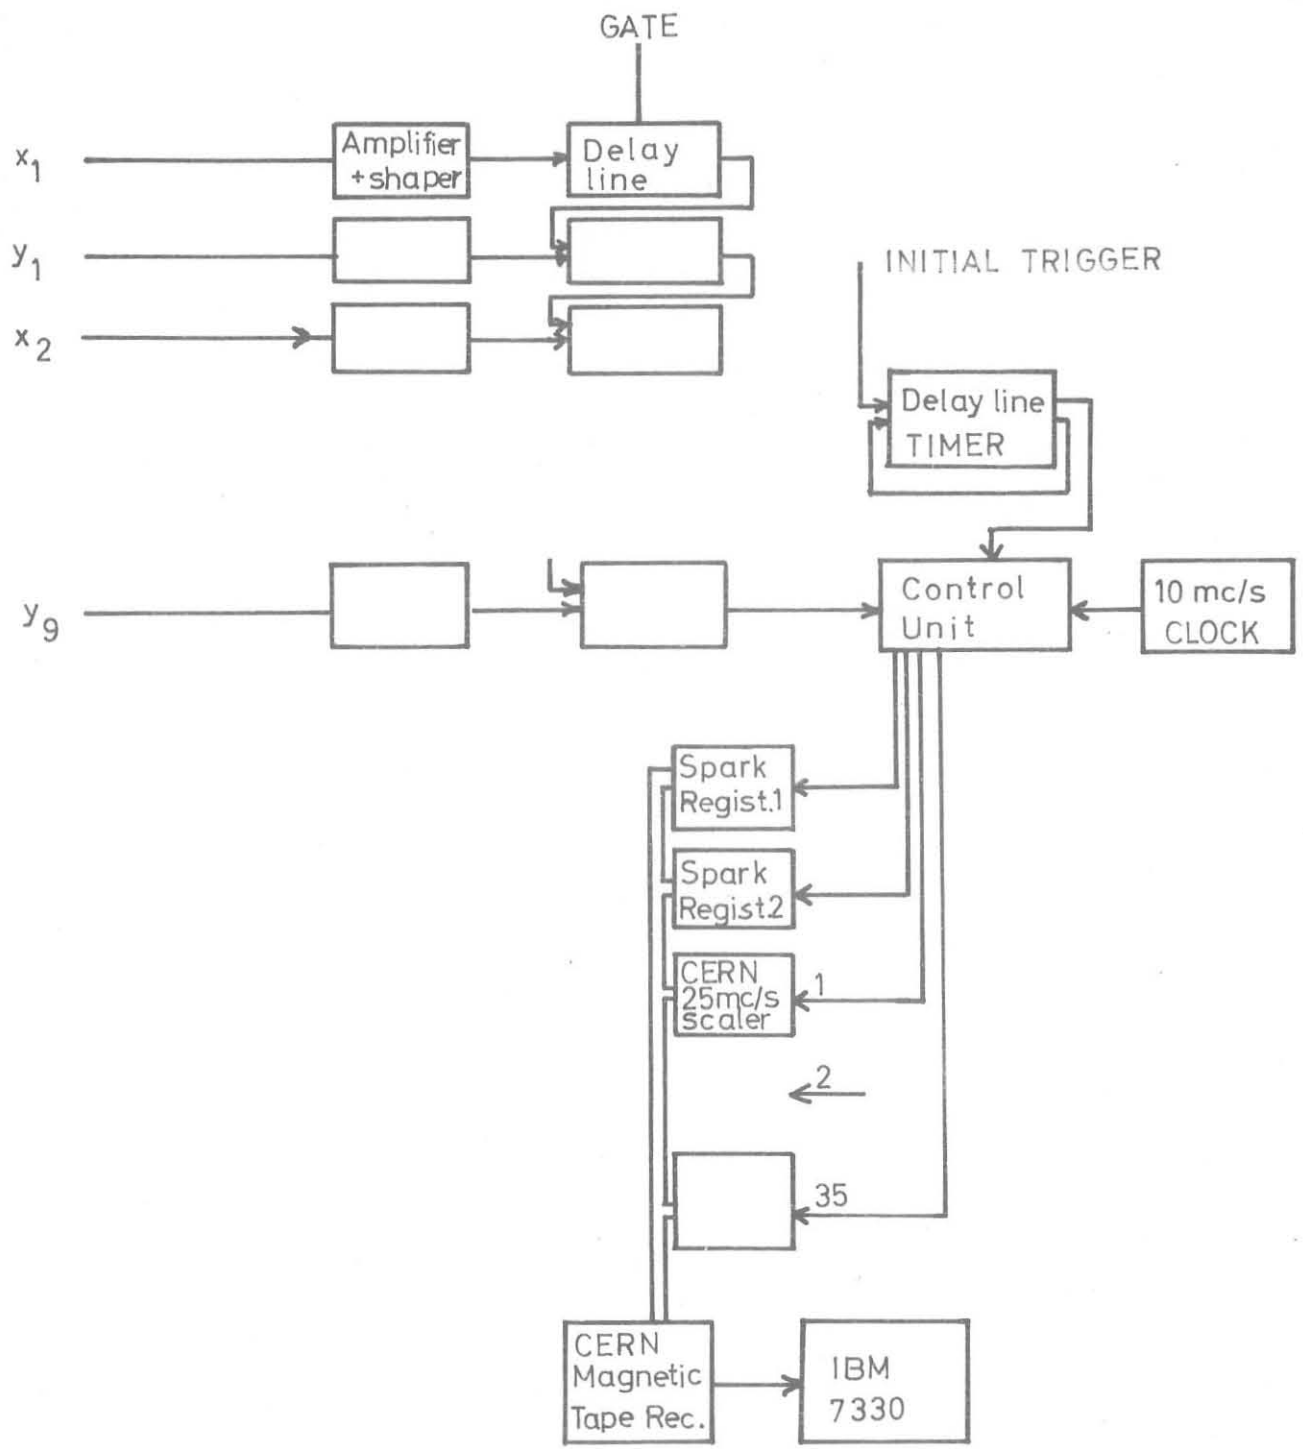 GATE
x1
Amplifier
+shaper
Delay
line
y1
x2
INITIAL TRIGGER
Delay line
TIMER
y9
Control
Unit
10 mc/s
CLOCK
Spark
Regist.1
Spark
Regist.2
CERN
25mc/s
scaler
1
2
35
CERN
Magnetic
Tape Rec.
IBM
7330